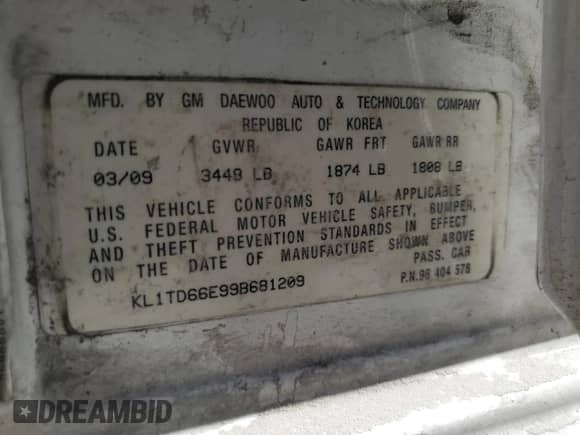 MFD. BY GM DAEWOO AUTO & TECHNOLOGY COMPANY
REPUBLIC OF KOREA
DATE GVWR GAWR FRT GAWR RR
03/09 3449 LB 1874 LB 1808 LB
THIS VEHICLE CONFORMS TO ALL APPLICABLE
U.S. FEDERAL MOTOR VEHICLE SAFETY, BUMPER,
AND THEFT PREVENTION STANDARDS IN EFFECT
ON THE DATE OF MANUFACTURE SHOWN ABOVE
PASS. CAR
KL1TD66E99B681209
P.N.96 404 576
DREAMBID